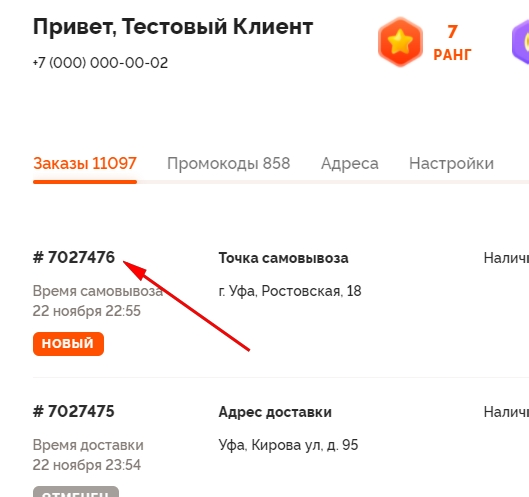 Привет, Тестовый Клиент
+7 (000) 000-00-02
7
РАНГ
Заказы 11097 Промокоды 858 Адреса Настройки
# 7027476 Точка самовывоза
Время самовывоза г. Уфа, Ростовская, 18
22 ноября 22:55
НОВЫЙ
# 7027475 Адрес доставки
Время доставки Уфа, Кирова ул, д. 95
22 ноября 23:54
ОТМЕНЕН